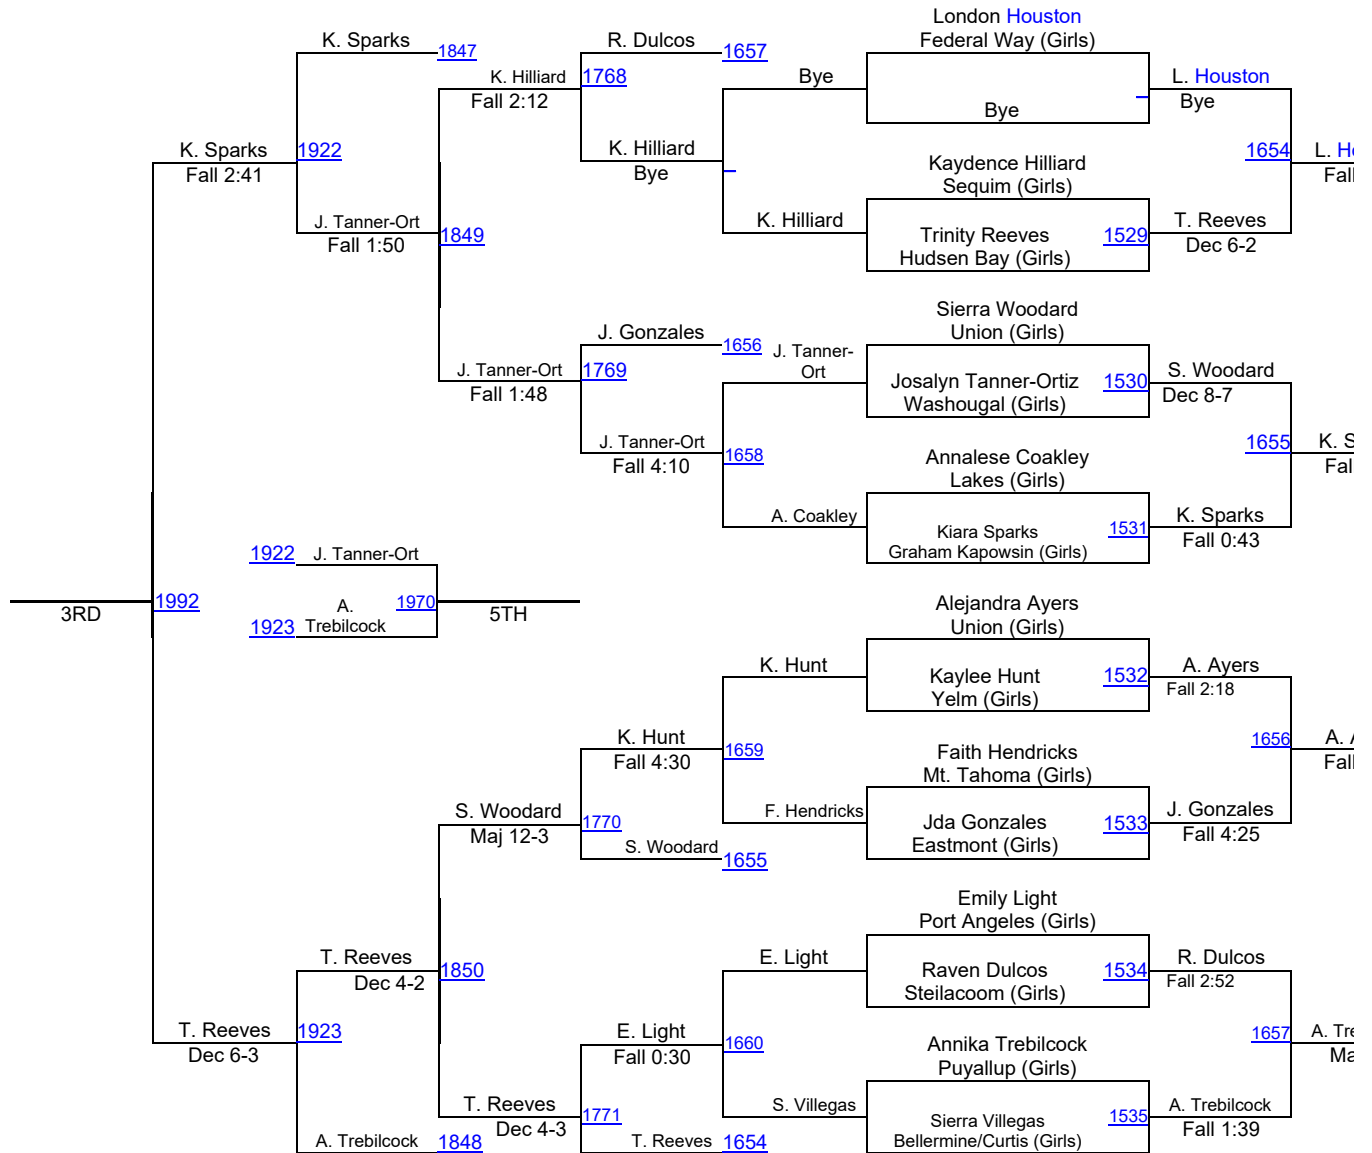 London Houston
Federal Way (Girls)
K. Sparks
1847
R. Dulcos
1657
K. Hilliard
1768
Fall 2:12
Bye
Bye
L. Houston
Bye
K. Sparks
1922
Fall 2:41
K. Hilliard
Bye
Kaydence Hilliard
Sequim (Girls)
1654
L. Ho
Fall
J. Tanner-Ort
Fall 1:50
1849
K. Hilliard
Trinity Reeves
Hudsen Bay (Girls)
1529
T. Reeves
Dec 6-2
Sierra Woodard
Union (Girls)
J. Gonzales
1656
J. Tanner-
Ort
J. Tanner-Ort
1769
Fall 1:48
Josalyn Tanner-Ortiz
Washougal (Girls)
1530
S. Woodard
Dec 8-7
J. Tanner-Ort
Fall 4:10
1658
Annalese Coakley
Lakes (Girls)
1655
K. S
Fal
A. Coakley
Kiara Sparks
Graham Kapowsin (Girls)
1531
K. Sparks
Fall 0:43
1922
J. Tanner-Ort
3RD
1992
A.
Trebilcock
1923
1970
5TH
Alejandra Ayers
Union (Girls)
K. Hunt
Kaylee Hunt
Yelm (Girls)
1532
A. Ayers
Fall 2:18
K. Hunt
Fall 4:30
1659
Faith Hendricks
Mt. Tahoma (Girls)
1656
A. A
Fall
S. Woodard
Maj 12-3
1770
F. Hendricks
Jda Gonzales
Eastmont (Girls)
1533
J. Gonzales
Fall 4:25
S. Woodard
1655
Emily Light
Port Angeles (Girls)
T. Reeves
Dec 4-2
1850
E. Light
Raven Dulcos
Steilacoom (Girls)
1534
R. Dulcos
Fall 2:52
T. Reeves
Dec 6-3
1923
E. Light
Fall 0:30
1660
Annika Trebilcock
Puyallup (Girls)
1657
A. Tre
Ma
T. Reeves
Dec 4-3
1771
S. Villegas
Sierra Villegas
Bellermine/Curtis (Girls)
1535
A. Trebilcock
Fall 1:39
A. Trebilcock
1848
T. Reeves
1654